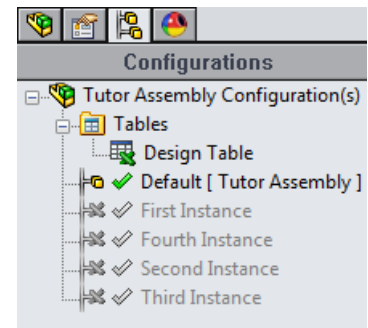 Configurations
Tutor Assembly Configuration(s)
Tables
Design Table
Default [ Tutor Assembly ]
First Instance
Fourth Instance
Second Instance
Third Instance